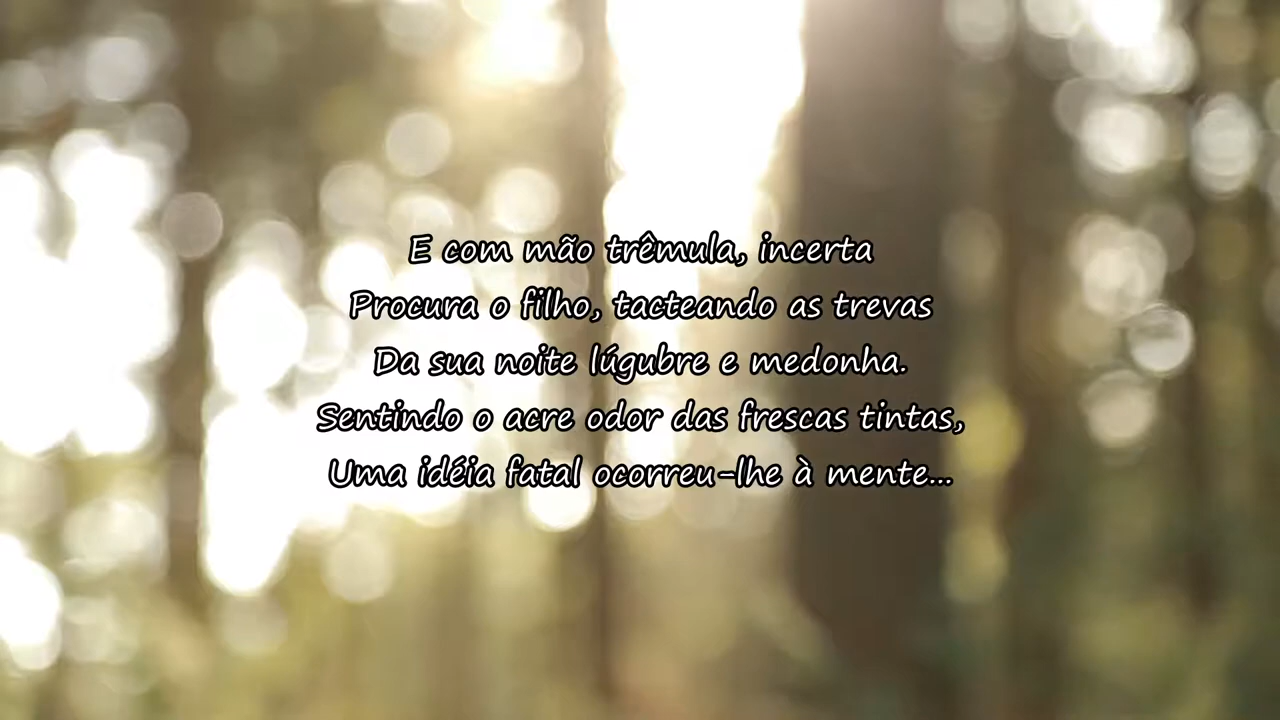 E com mão trêmula, incerta
Procura o filho, tacteando as trevas
Da sua noite lúgubre e medonha.
Sentindo o acre odor das frescas tintas,
Uma idéia fatal ocorreu-lhe à mente...